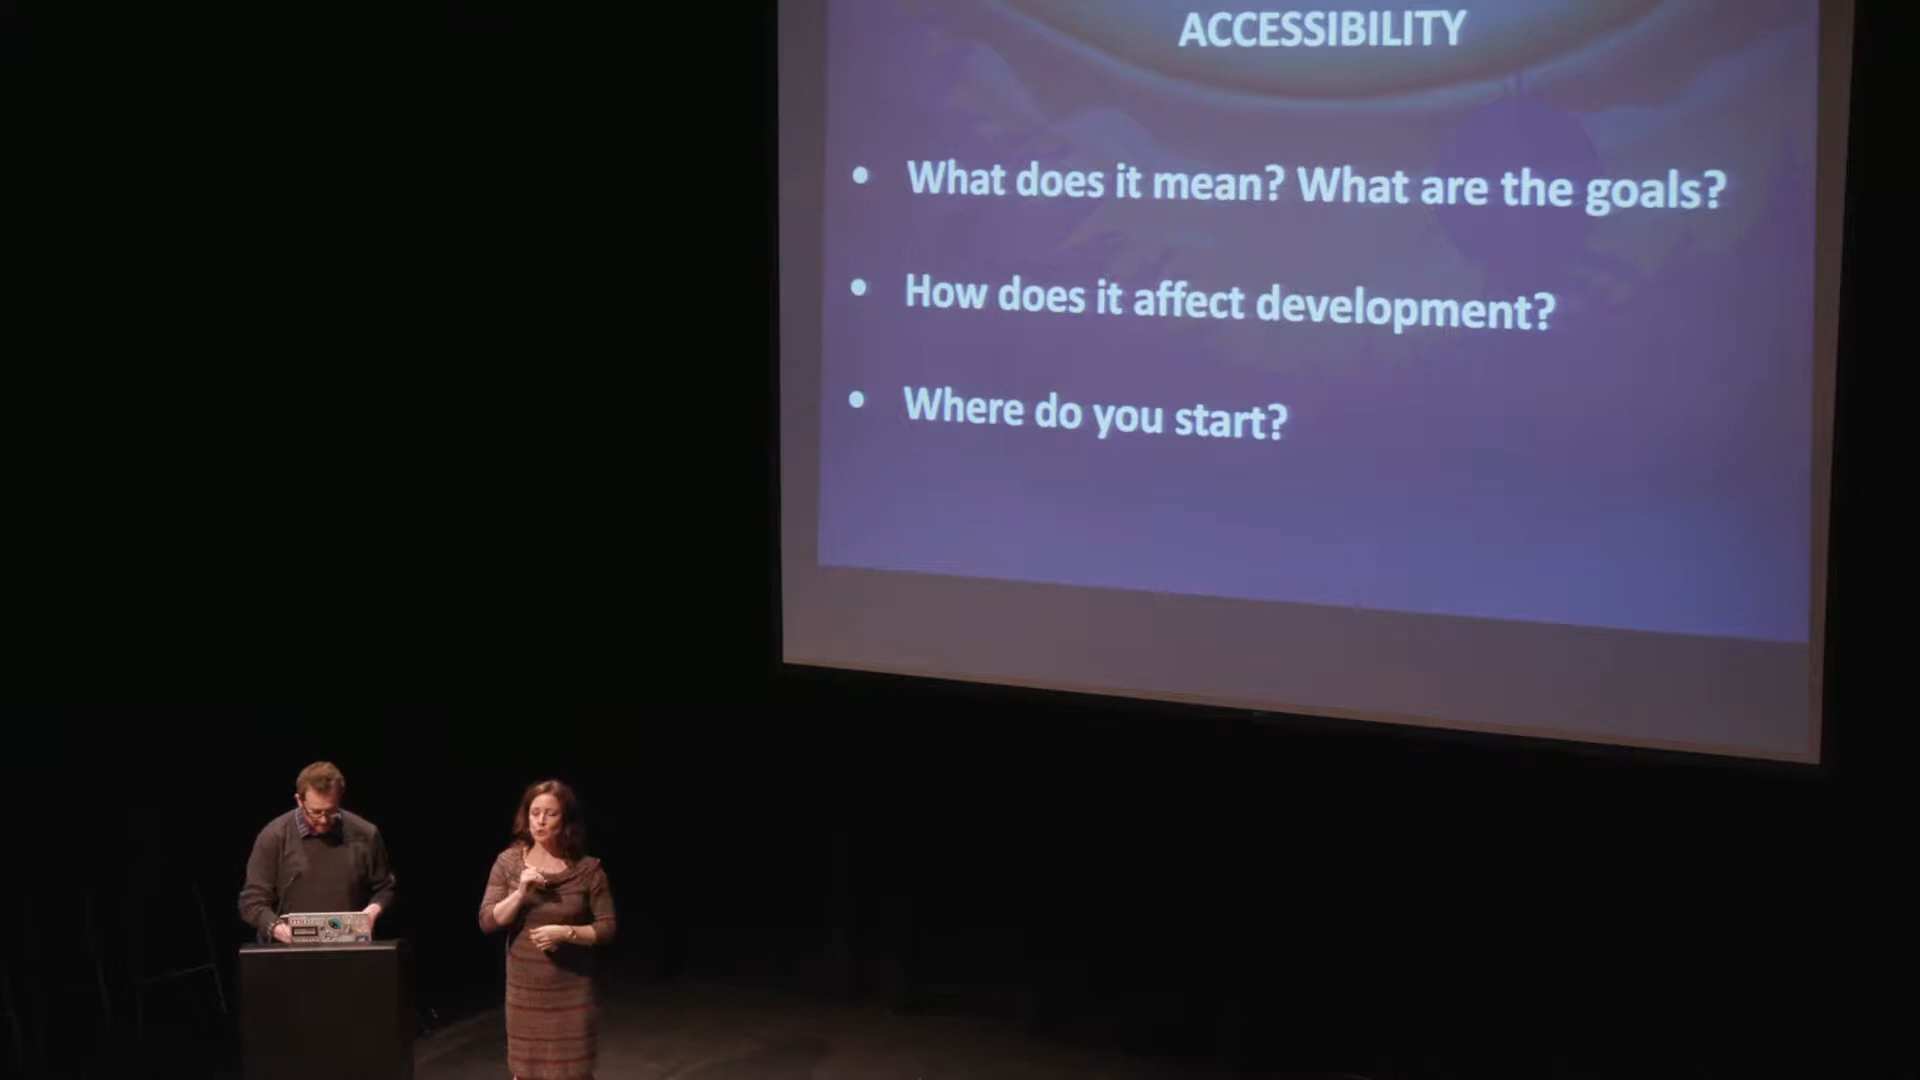 ACCESSIBILITY
• What does it mean? What are the goals?
• How does it affect development?
• Where do you start?